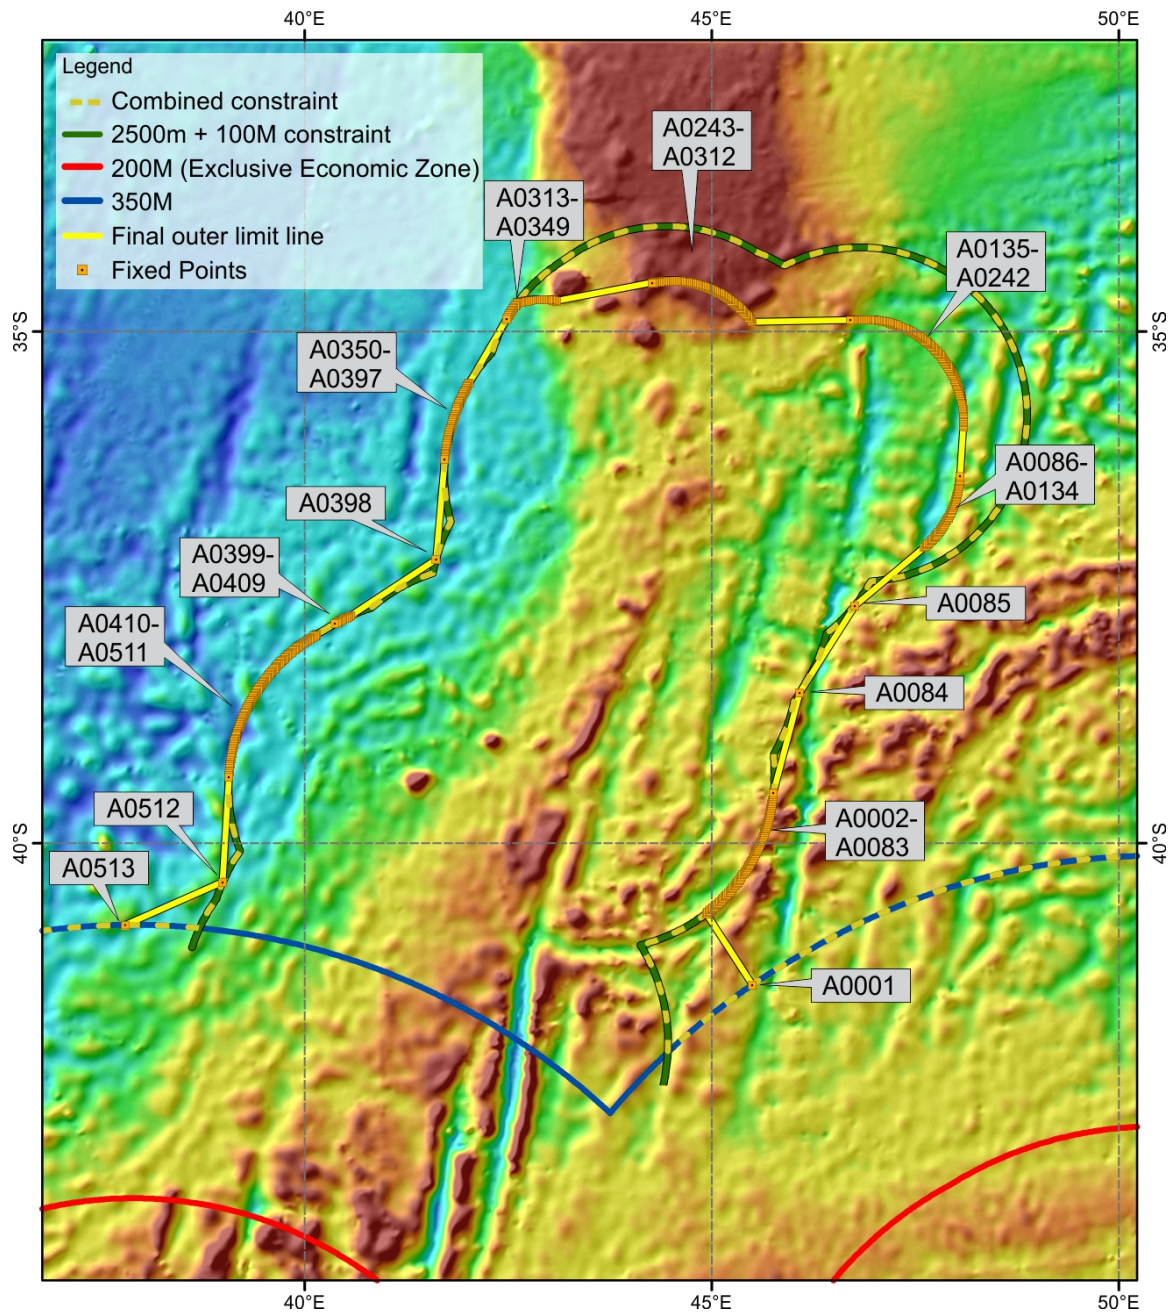 40°E
45°E
50°E
Legend
Combined constraint
2500m + 100M constraint
200M (Exclusive Economic Zone)
350M
Final outer limit line
Fixed Points
A0243-
A0312
A0313-
A0349
A0135-
A0242
35°S
35°S
A0350-
A0397
A0086-
A0134
A0398
A0399-
A0409
A0085
A0410-
A0511
A0084
A0512
A0002-
A0083
40°S
40°S
A0513
A0001
40°E
45°E
50°E